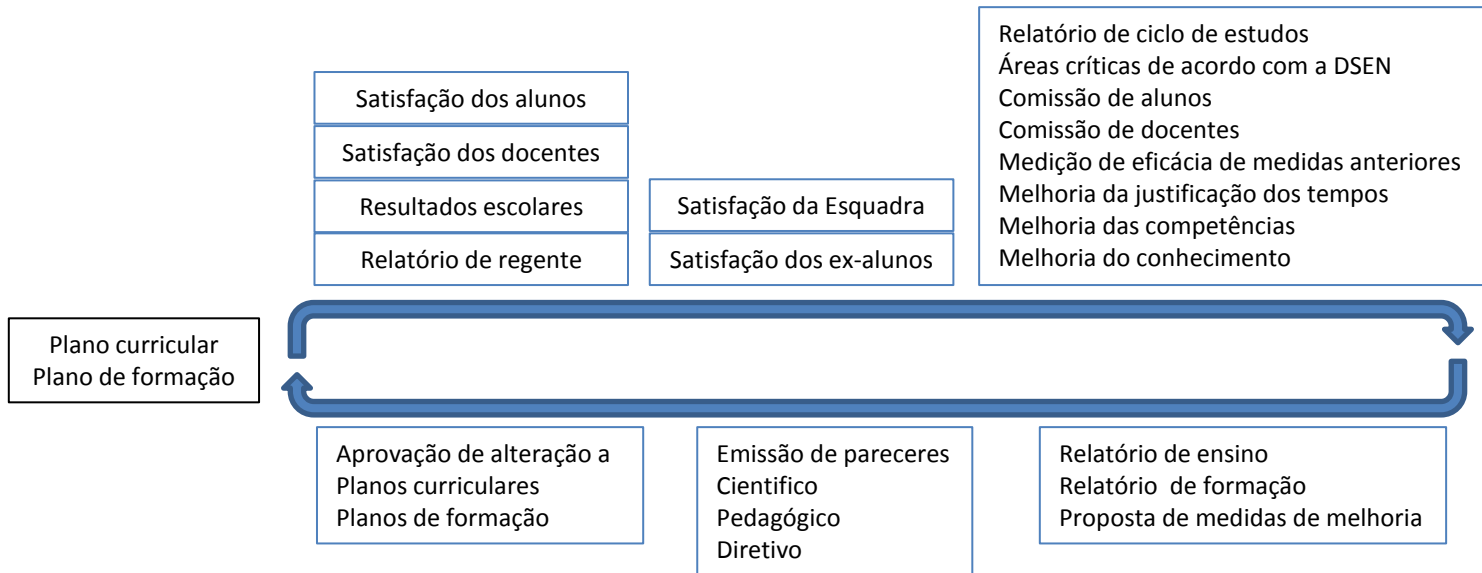 Satisfação dos alunos
Satisfação dos docentes
Resultados escolares
Relatório de regente
Satisfação da Esquadra
Satisfação dos ex-alunos
Relatório de ciclo de estudos
Áreas críticas de acordo com a DSEN
Comissão de alunos
Comissão de docentes
Medição de eficácia de medidas anteriores
Melhoria da justificação dos tempos
Melhoria das competências
Melhoria do conhecimento
Plano curricular
Plano de formação
Aprovação de alteração a
Planos curriculares
Planos de formação
Emissão de pareceres
Cientifico
Pedagógico
Diretivo
Relatório de ensino
Relatório de formação
Proposta de medidas de melhoria